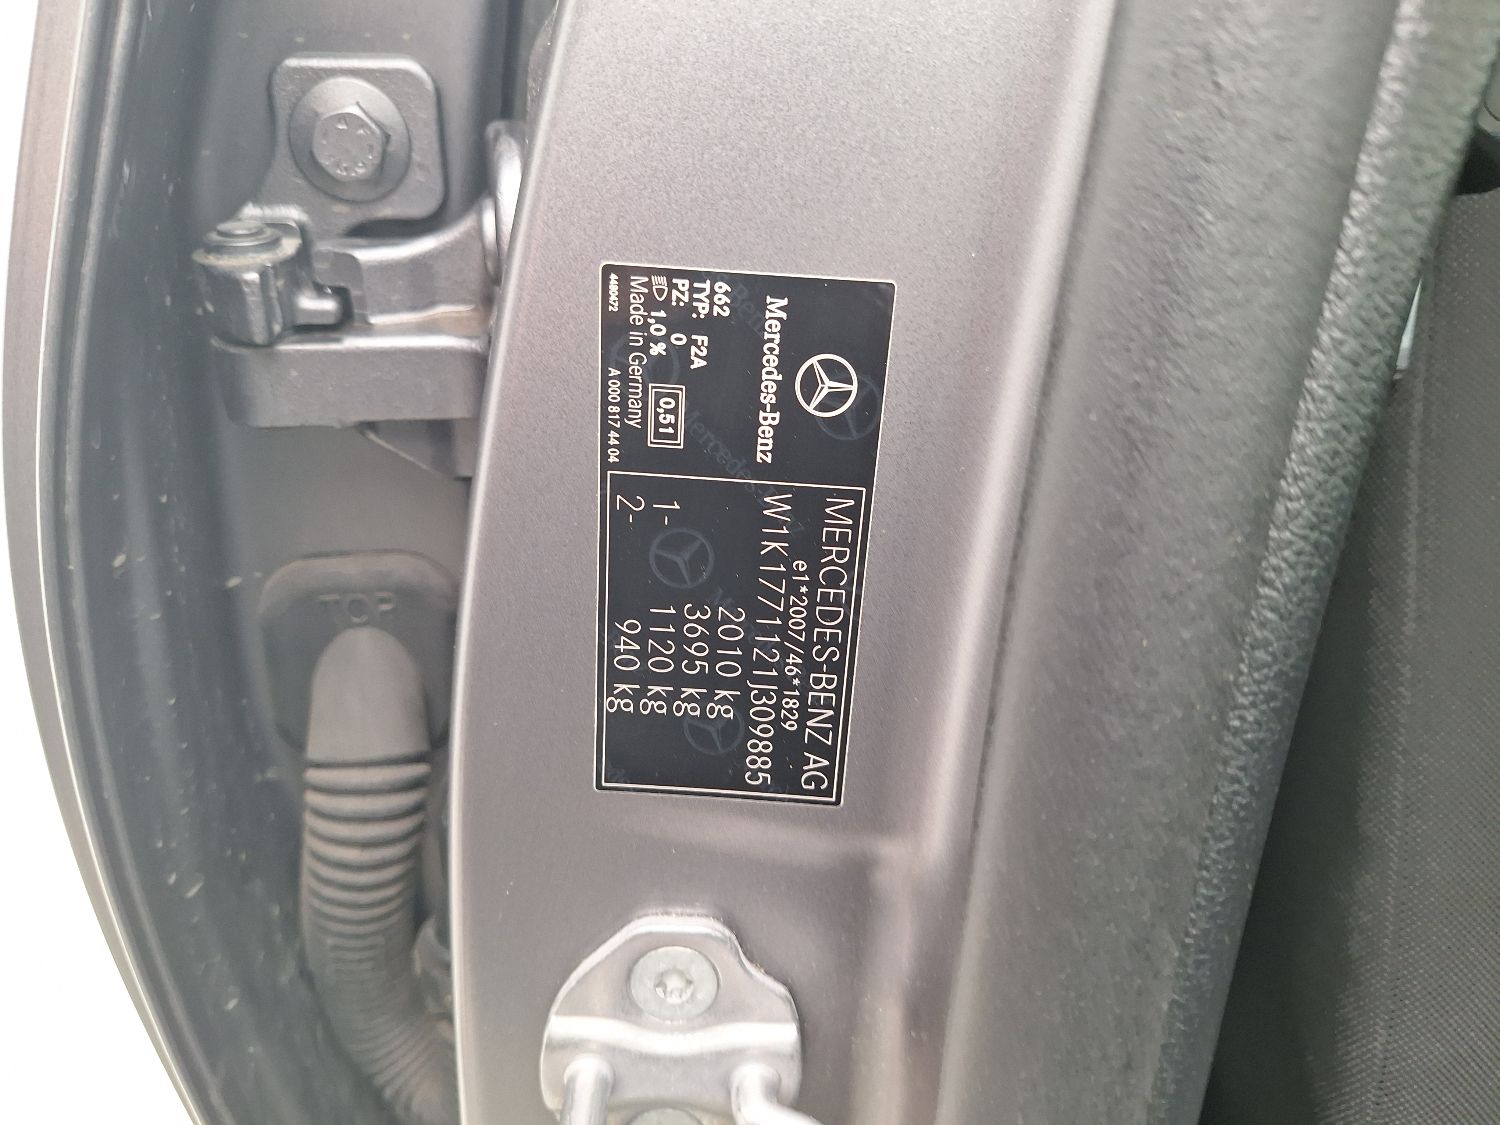 Mercedes-Benz
662
TYP: F2A
PZ: 0
1,0 %
0,51
Made in Germany
4480472 A 000 817 44 04
MERCEDES-BENZ AG
e1*2007/46*1829
W1K1771121J309885
2010 kg
3695 kg
1- 1120 kg
2- 940 kg
TOP